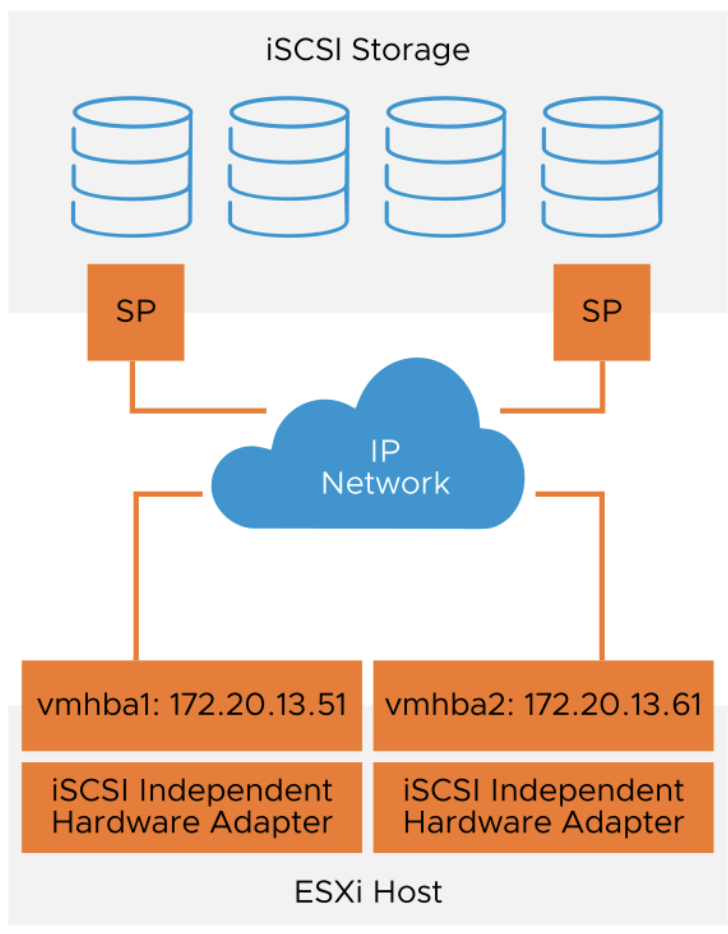 iSCSI Storage
SP
SP
IP
Network
vmhba1: 172.20.13.51
vmhba2: 172.20.13.61
iSCSI Independent
Hardware Adapter
iSCSI Independent
Hardware Adapter
ESXi Host